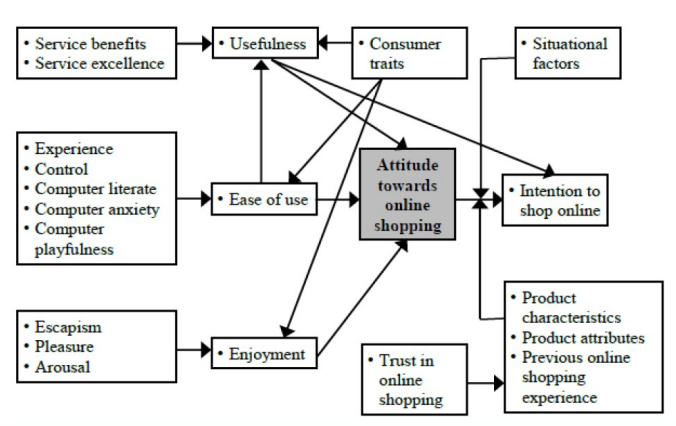 • Service benefits
• Service excellence
• Usefulness
• Consumer
traits
• Situational
factors
• Experience
• Control
• Computer literate
• Computer anxiety
• Computer
playfulness
• Ease of use
Attitude
towards
online
shopping
• Intention to
shop online
• Escapism
• Pleasure
• Arousal
• Enjoyment
• Trust in
online
shopping
• Product
characteristics
• Product attributes
• Previous online
shopping
experience